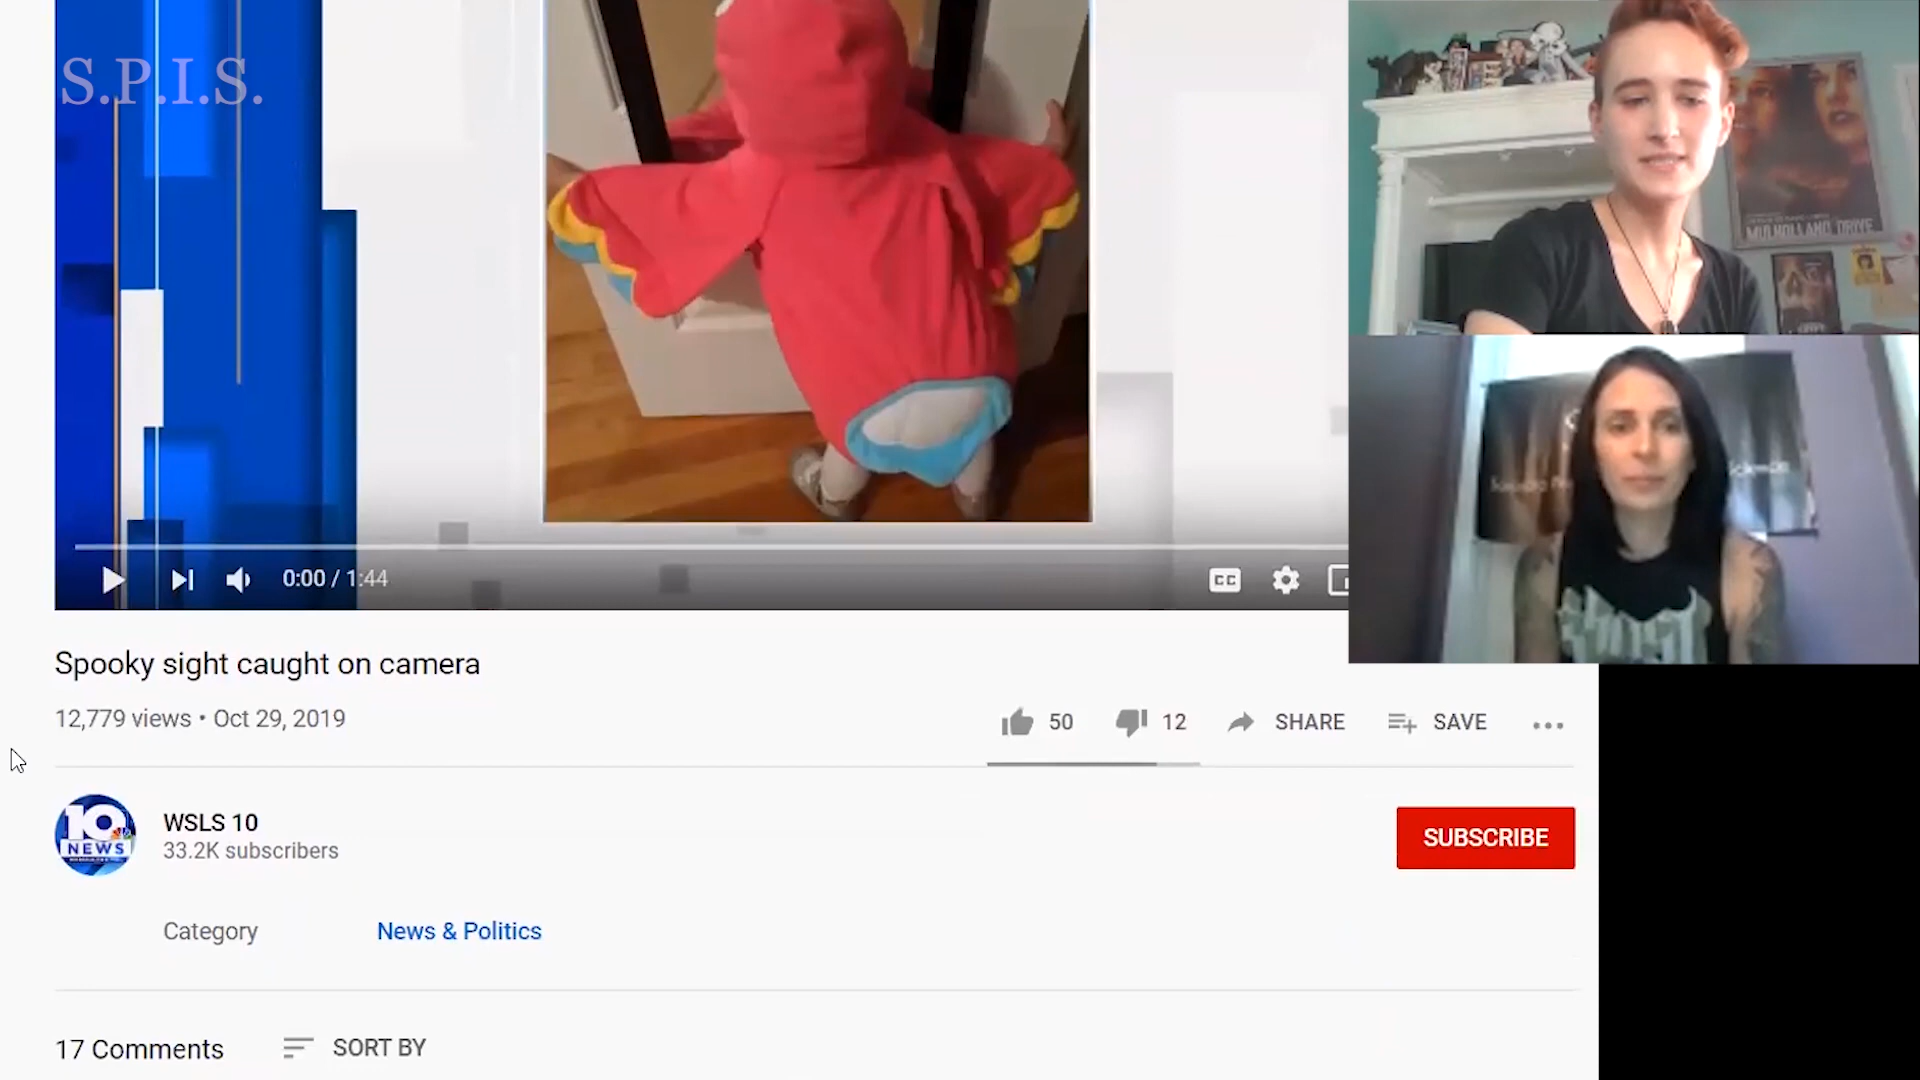 S.P.I.S.
MULHOLLAND DRIVE
0:00 / 1:44
CC
Spooky sight caught on camera
12,779 views • Oct 29, 2019
50
12
SHARE
SAVE
WSLS 10
33.2K subscribers
10
NEWS
SUBSCRIBE
Category
News & Politics
17 Comments
SORT BY